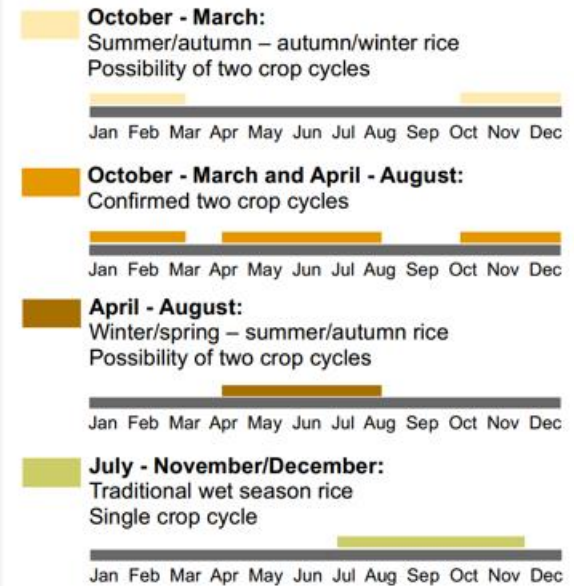 October - March:
Summer/autumn – autumn/winter rice
Possibility of two crop cycles
Jan Feb Mar Apr May Jun Jul Aug Sep Oct Nov Dec
October - March and April - August:
Confirmed two crop cycles
Jan Feb Mar Apr May Jun Jul Aug Sep Oct Nov Dec
April - August:
Winter/spring – summer/autumn rice
Possibility of two crop cycles
Jan Feb Mar Apr May Jun Jul Aug Sep Oct Nov Dec
July - November/December:
Traditional wet season rice
Single crop cycle
Jan Feb Mar Apr May Jun Jul Aug Sep Oct Nov Dec